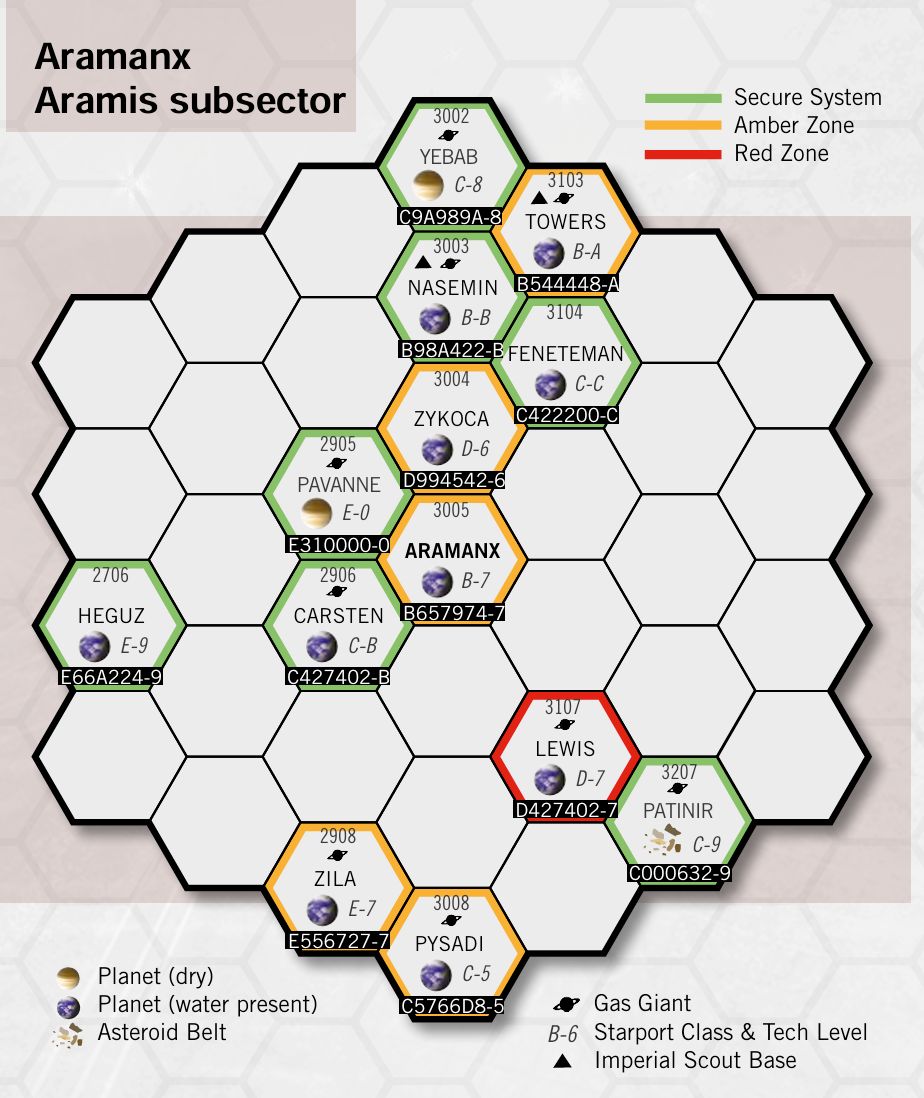 Aramanx
Aramis subsector
Secure System
Amber Zone
Red Zone
3002
YEBAB
C-8
C9A989A-8
3103
TOWERS
B-A
B544448-A
3003
NASEMIN
B-B
B98A422-B
3104
FENETEMAN
C-C
C422200-C
3004
ZYKOCA
D-6
D994542-6
2905
PAVANNE
E-0
E310000-0
3005
ARAMANX
B-7
B657974-7
2706
HEGUZ
E-9
E66A224-9
2906
CARSTEN
C-B
C427402-B
3107
LEWIS
D-7
D427402-7
3207
PATINIR
C-9
C000632-9
2908
ZILA
E-7
E556727-7
3008
PYSADI
C-5
C5766D8-5
Planet (dry)
Planet (water present)
Asteroid Belt
Gas Giant
B-6 Starport Class & Tech Level
Imperial Scout Base